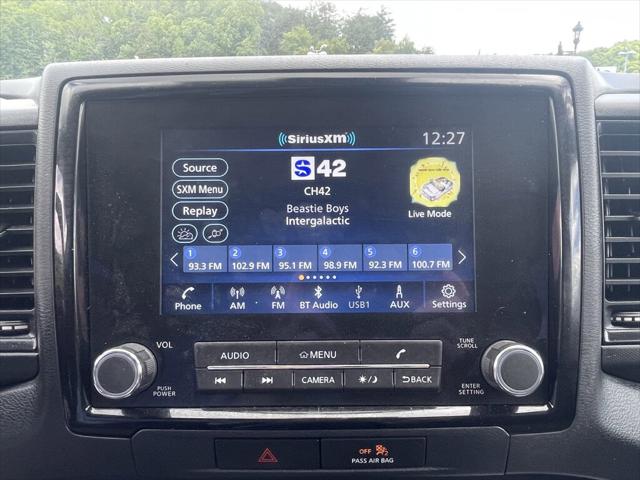 SiriusXM
12:27
Source
SXM Menu
Replay
S 42
CH42
Beastie Boys
Intergalactic
Live Mode
1 2 3 4 5 6
93.3 FM 102.9 FM 95.1 FM 98.9 FM 92.3 FM 100.7 FM
Phone AM FM BT Audio USB1 AUX Settings
VOL
AUDIO MENU
TUNE
SCROLL
CAMERA BACK
PUSH
POWER
ENTER
SETTING
OFF
PASS AIR BAG